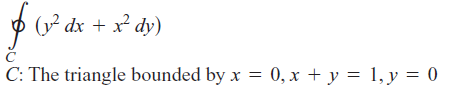 ∮ (y² dx + x² dy)
C
C: The triangle bounded by x = 0, x + y = 1, y = 0